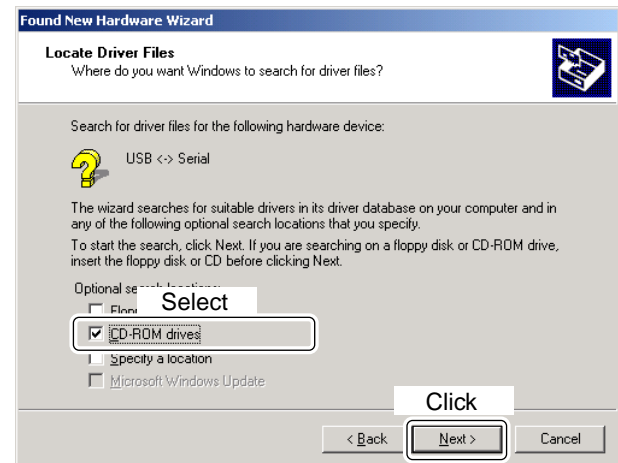 Found New Hardware Wizard
Locate Driver Files
Where do you want Windows to search for driver files?
Search for driver files for the following hardware device:
USB <-> Serial
The wizard searches for suitable drivers in its driver database on your computer and in
any of the following optional search locations that you specify.
To start the search, click Next. If you are searching on a floppy disk or CD-ROM drive,
insert the floppy disk or CD before clicking Next.
Optional
Select
CD-ROM drives
Specify a location
Microsoft Windows Update
Click
< Back
Next >
Cancel